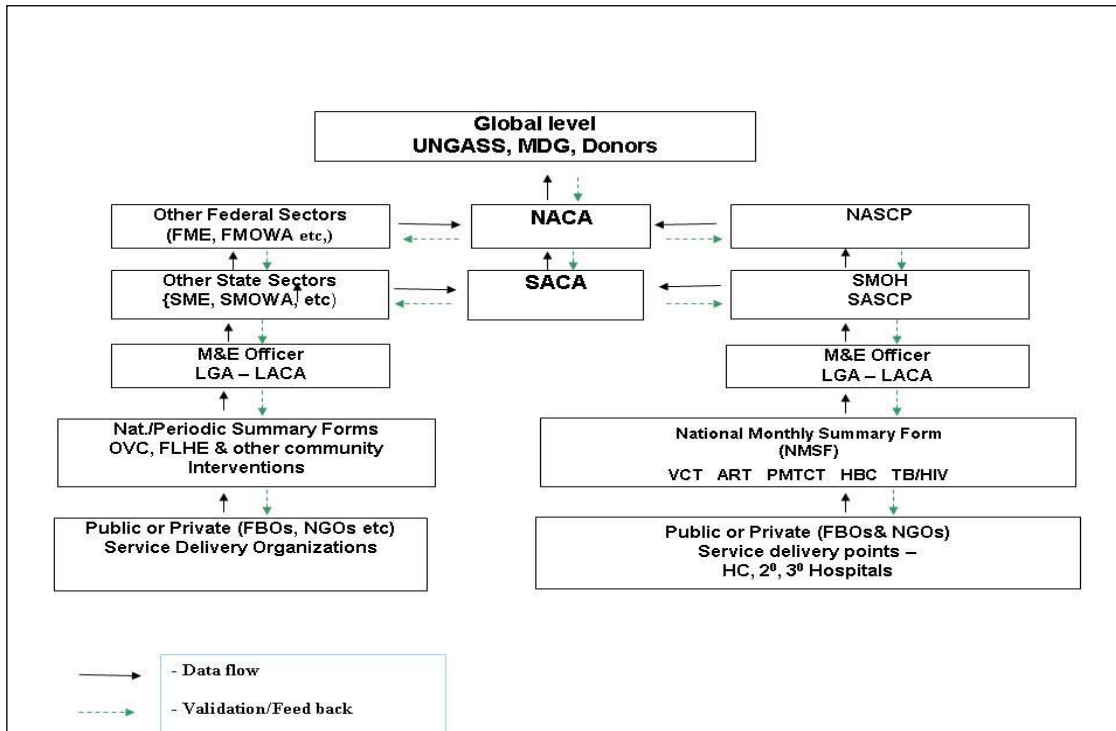 Global level
UNGASS, MDG, Donors
Other Federal Sectors
(FME, FMOWA etc,)
NACA
NASCP
Other State Sectors
{SME, SMOWA, etc)
SACA
SMOH
SASCP
M&E Officer
LGA – LACA
M&E Officer
LGA – LACA
Nat./Periodic Summary Forms
OVC, FLHE & other community
Interventions
National Monthly Summary Form
(NMSF)
VCT ART PMTCT HBC TB/HIV
Public or Private (FBOs, NGOs etc)
Service Delivery Organizations
Public or Private (FBOs& NGOs)
Service delivery points –
HC, 2⁰, 3⁰ Hospitals
- Data flow
- Validation/Feed back